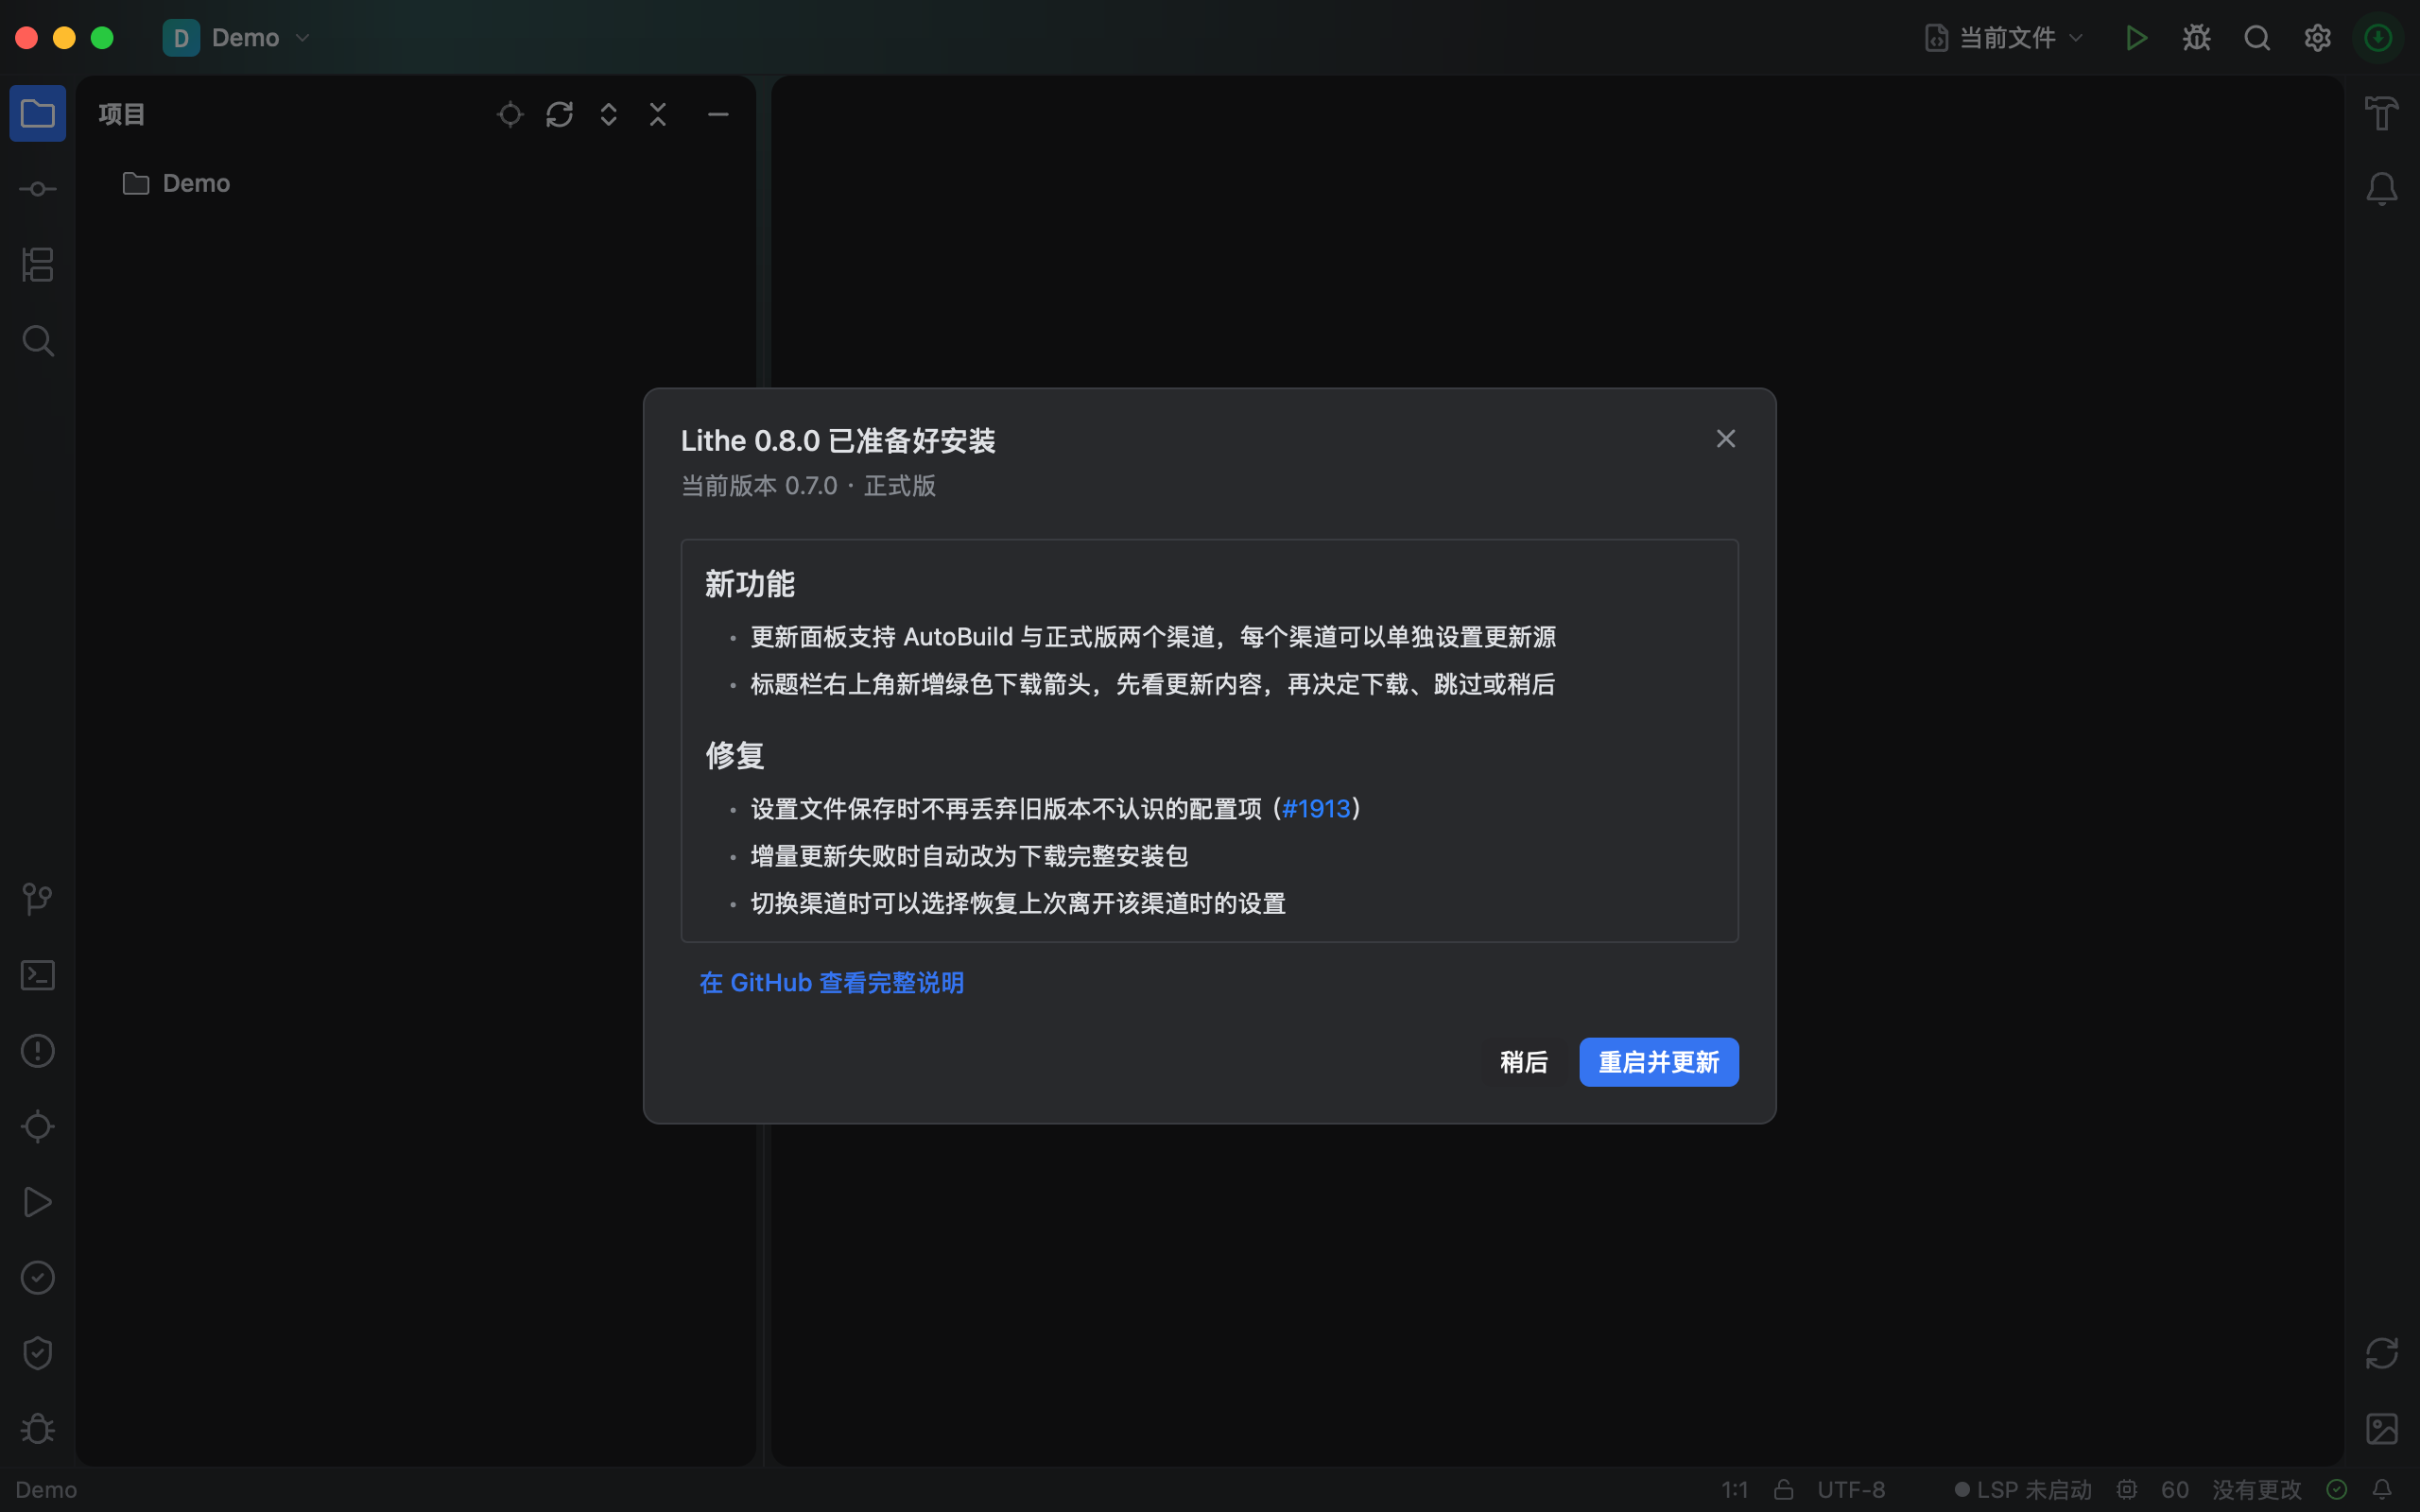 D Demo
当前文件
项目
Demo
Lithe 0.8.0 已准备好安装
当前版本 0.7.0 · 正式版
新功能
• 更新面板支持 AutoBuild 与正式版两个渠道，每个渠道可以单独设置更新源
• 标题栏右上角新增绿色下载箭头，先看更新内容，再决定下载、跳过或稍后
修复
• 设置文件保存时不再丢弃旧版本不认识的配置项 (#1913)
• 增量更新失败时自动改为下载完整安装包
• 切换渠道时可以选择恢复上次离开该渠道时的设置
在 GitHub 查看完整说明
稍后 重启并更新
Demo 1:1 UTF-8 LSP 未启动 60 没有更改